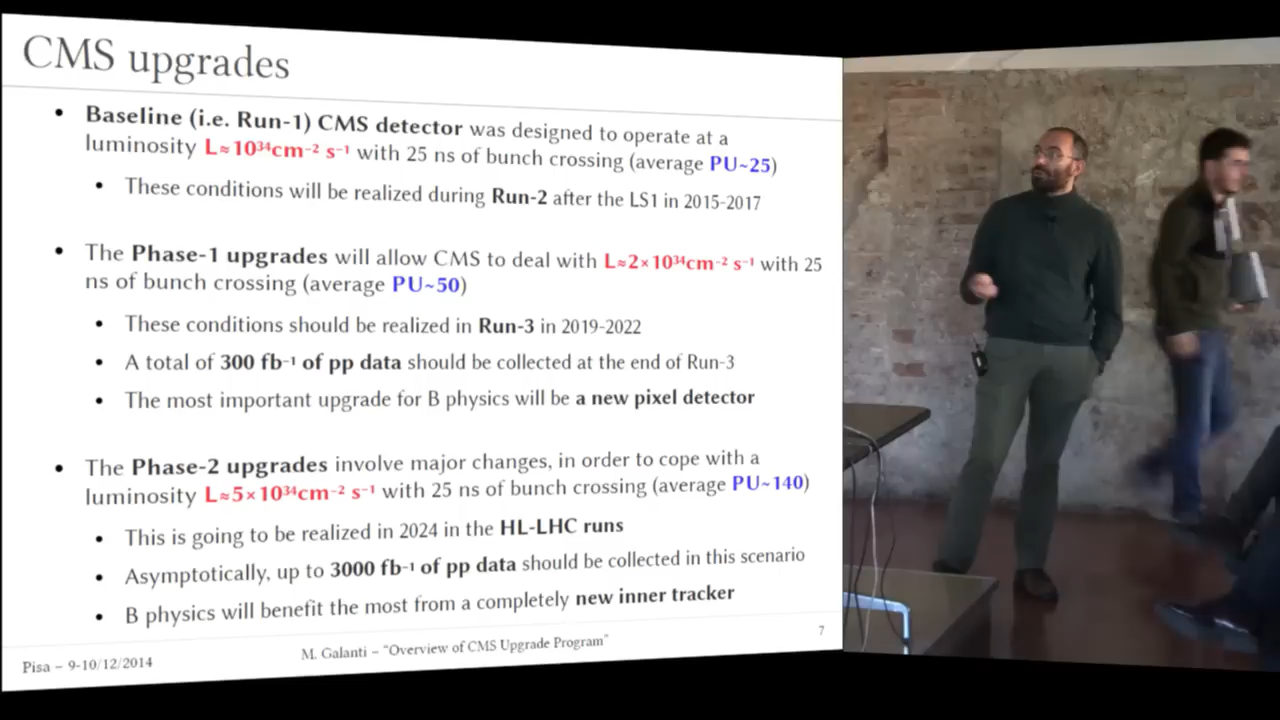 CMS upgrades
• Baseline (i.e. Run-1) CMS detector was designed to operate at a
luminosity L≈10³⁴cm⁻² s⁻¹ with 25 ns of bunch crossing (average PU~25)
• These conditions will be realized during Run-2 after the LS1 in 2015-2017
• The Phase-1 upgrades will allow CMS to deal with L≈2×10³⁴cm⁻² s⁻¹ with 25
ns of bunch crossing (average PU~50)
• These conditions should be realized in Run-3 in 2019-2022
• A total of 300 fb⁻¹ of pp data should be collected at the end of Run-3
• The most important upgrade for B physics will be a new pixel detector
• The Phase-2 upgrades involve major changes, in order to cope with a
luminosity L≈5×10³⁴cm⁻² s⁻¹ with 25 ns of bunch crossing (average PU~140)
• This is going to be realized in 2024 in the HL-LHC runs
• Asymptotically, up to 3000 fb⁻¹ of pp data should be collected in this scenario
• B physics will benefit the most from a completely new inner tracker
7
Pisa – 9-10/12/2014
M. Galanti – “Overview of CMS Upgrade Program”